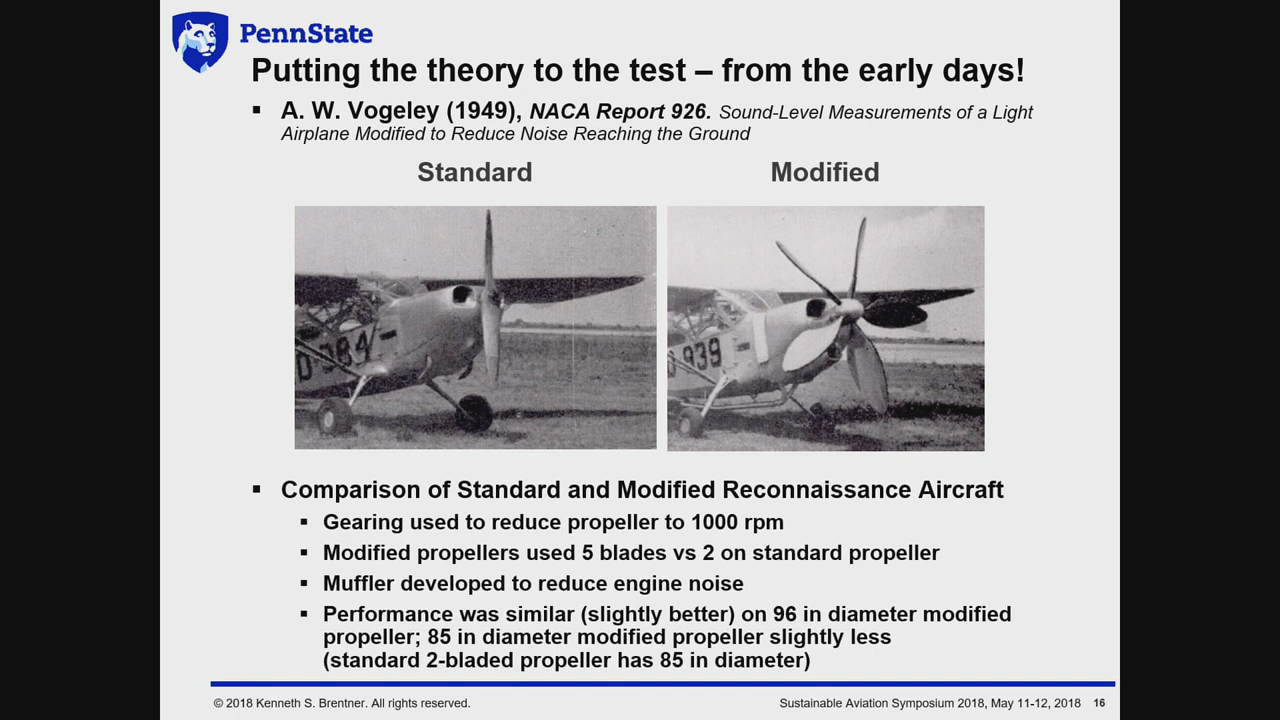 PennState
Putting the theory to the test – from the early days!
▪ A. W. Vogeley (1949), NACA Report 926. Sound-Level Measurements of a Light
Airplane Modified to Reduce Noise Reaching the Ground
Standard
Modified
D-384
939
▪ Comparison of Standard and Modified Reconnaissance Aircraft
▪ Gearing used to reduce propeller to 1000 rpm
▪ Modified propellers used 5 blades vs 2 on standard propeller
▪ Muffler developed to reduce engine noise
▪ Performance was similar (slightly better) on 96 in diameter modified
propeller; 85 in diameter modified propeller slightly less
(standard 2-bladed propeller has 85 in diameter)
© 2018 Kenneth S. Brentner. All rights reserved.
Sustainable Aviation Symposium 2018, May 11-12, 2018 16